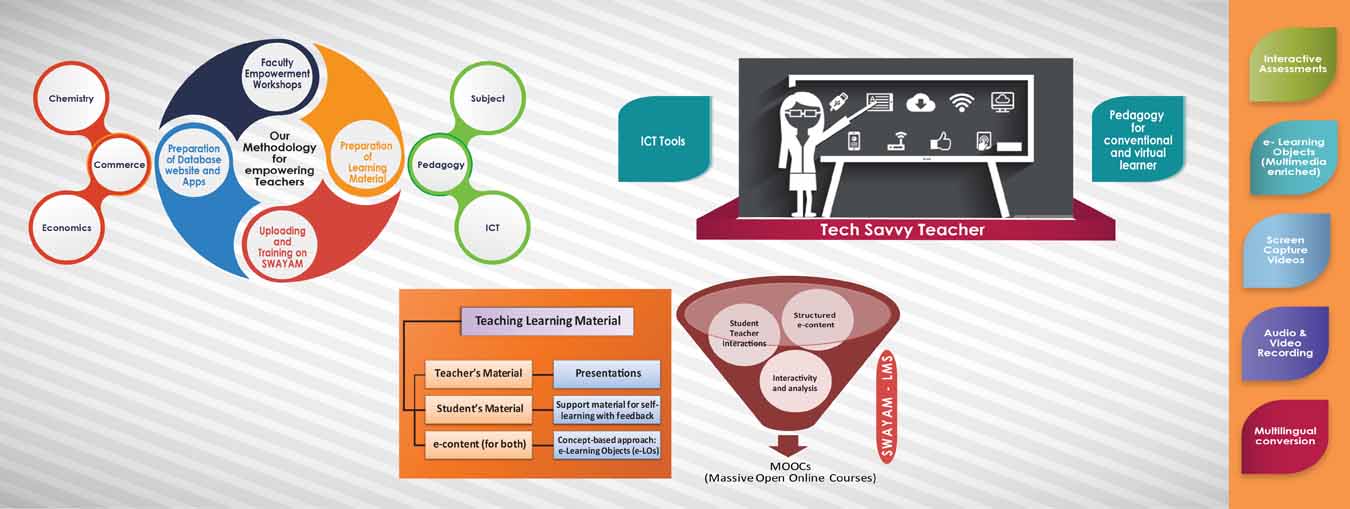 Chemistry
Commerce
Economics
Faculty
Empowerment
Workshops
Our
Methodology
for
empowering
Teachers
Preparation
of Database
website and
Apps
Preparation
of
Learning
Material
Uploading
and
Training on
SWAYAM
Subject
Pedagogy
ICT
ICT Tools
Tech Savvy Teacher
Pedagogy
for
conventional
and virtual
learner
Teaching Learning Material
Teacher's Material
Presentations
Student's Material
Support material for self-
learning with feedback
e-content (for both)
Concept-based approach:
e-Learning Objects (e-LOs)
Student
Teacher
interactions
Structured
e-content
Interactivity
and analysis
SWAYAM - LMS
MOOCs
(Massive Open Online Courses)
Interactive
Assessments
e- Learning
Objects
(Multimedia
enriched)
Screen
Capture
Videos
Audio &
Video
Recording
Multilingual
conversion